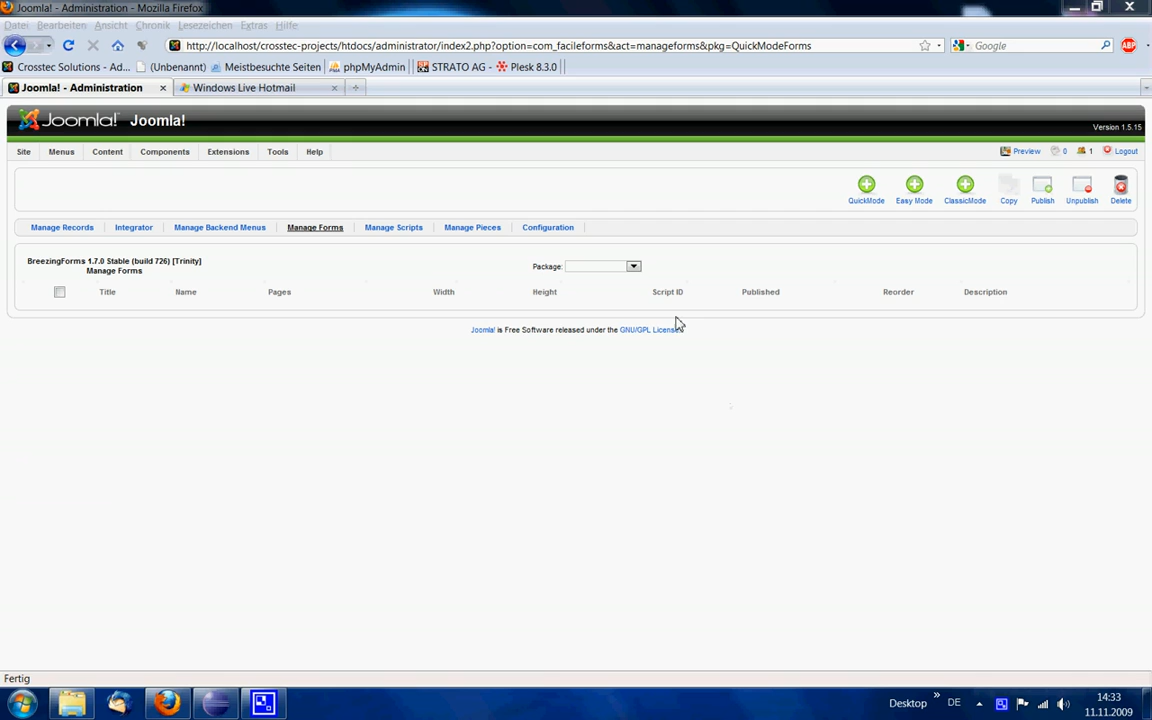 Joomla! - Administration - Mozilla Firefox
Datei Bearbeiten Ansicht Chronik Lesezeichen Extras Hilfe
http://localhost/crosstec-projects/htdocs/administrator/index2.php?option=com_facileforms&act=manageforms&pkg=QuickModeForms
Google
ABP
Crosstec Solutions - Ad... (Unbenannt) Meistbesuchte Seiten phpMyAdmin STRATO AG - Plesk 8.3.0
Joomla! - Administration Windows Live Hotmail
Joomla! Joomla!
Version 1.5.15
Site Menus Content Components Extensions Tools Help Preview 0 1 Logout
QuickMode Easy Mode ClassicMode Copy Publish Unpublish Delete
Manage Records Integrator Manage Backend Menus Manage Forms Manage Scripts Manage Pieces Configuration
BreezingForms 1.7.0 Stable (build 726) [Trinity]
Manage Forms
Package:
Title Name Pages Width Height Script ID Published Reorder Description
Joomla! is Free Software released under the GNU/GPL License.
Fertig
Desktop DE 14:33
11.11.2009